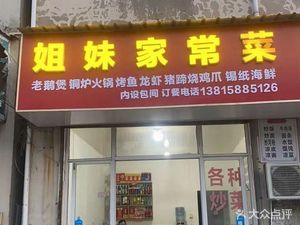 姐妹家常菜
老鹅煲 铜炉火锅 烤鱼 龙虾 猪蹄烧鸡爪 锡纸海鲜
内设包间 订餐电话13815885126
各种
炒菜
大众点评